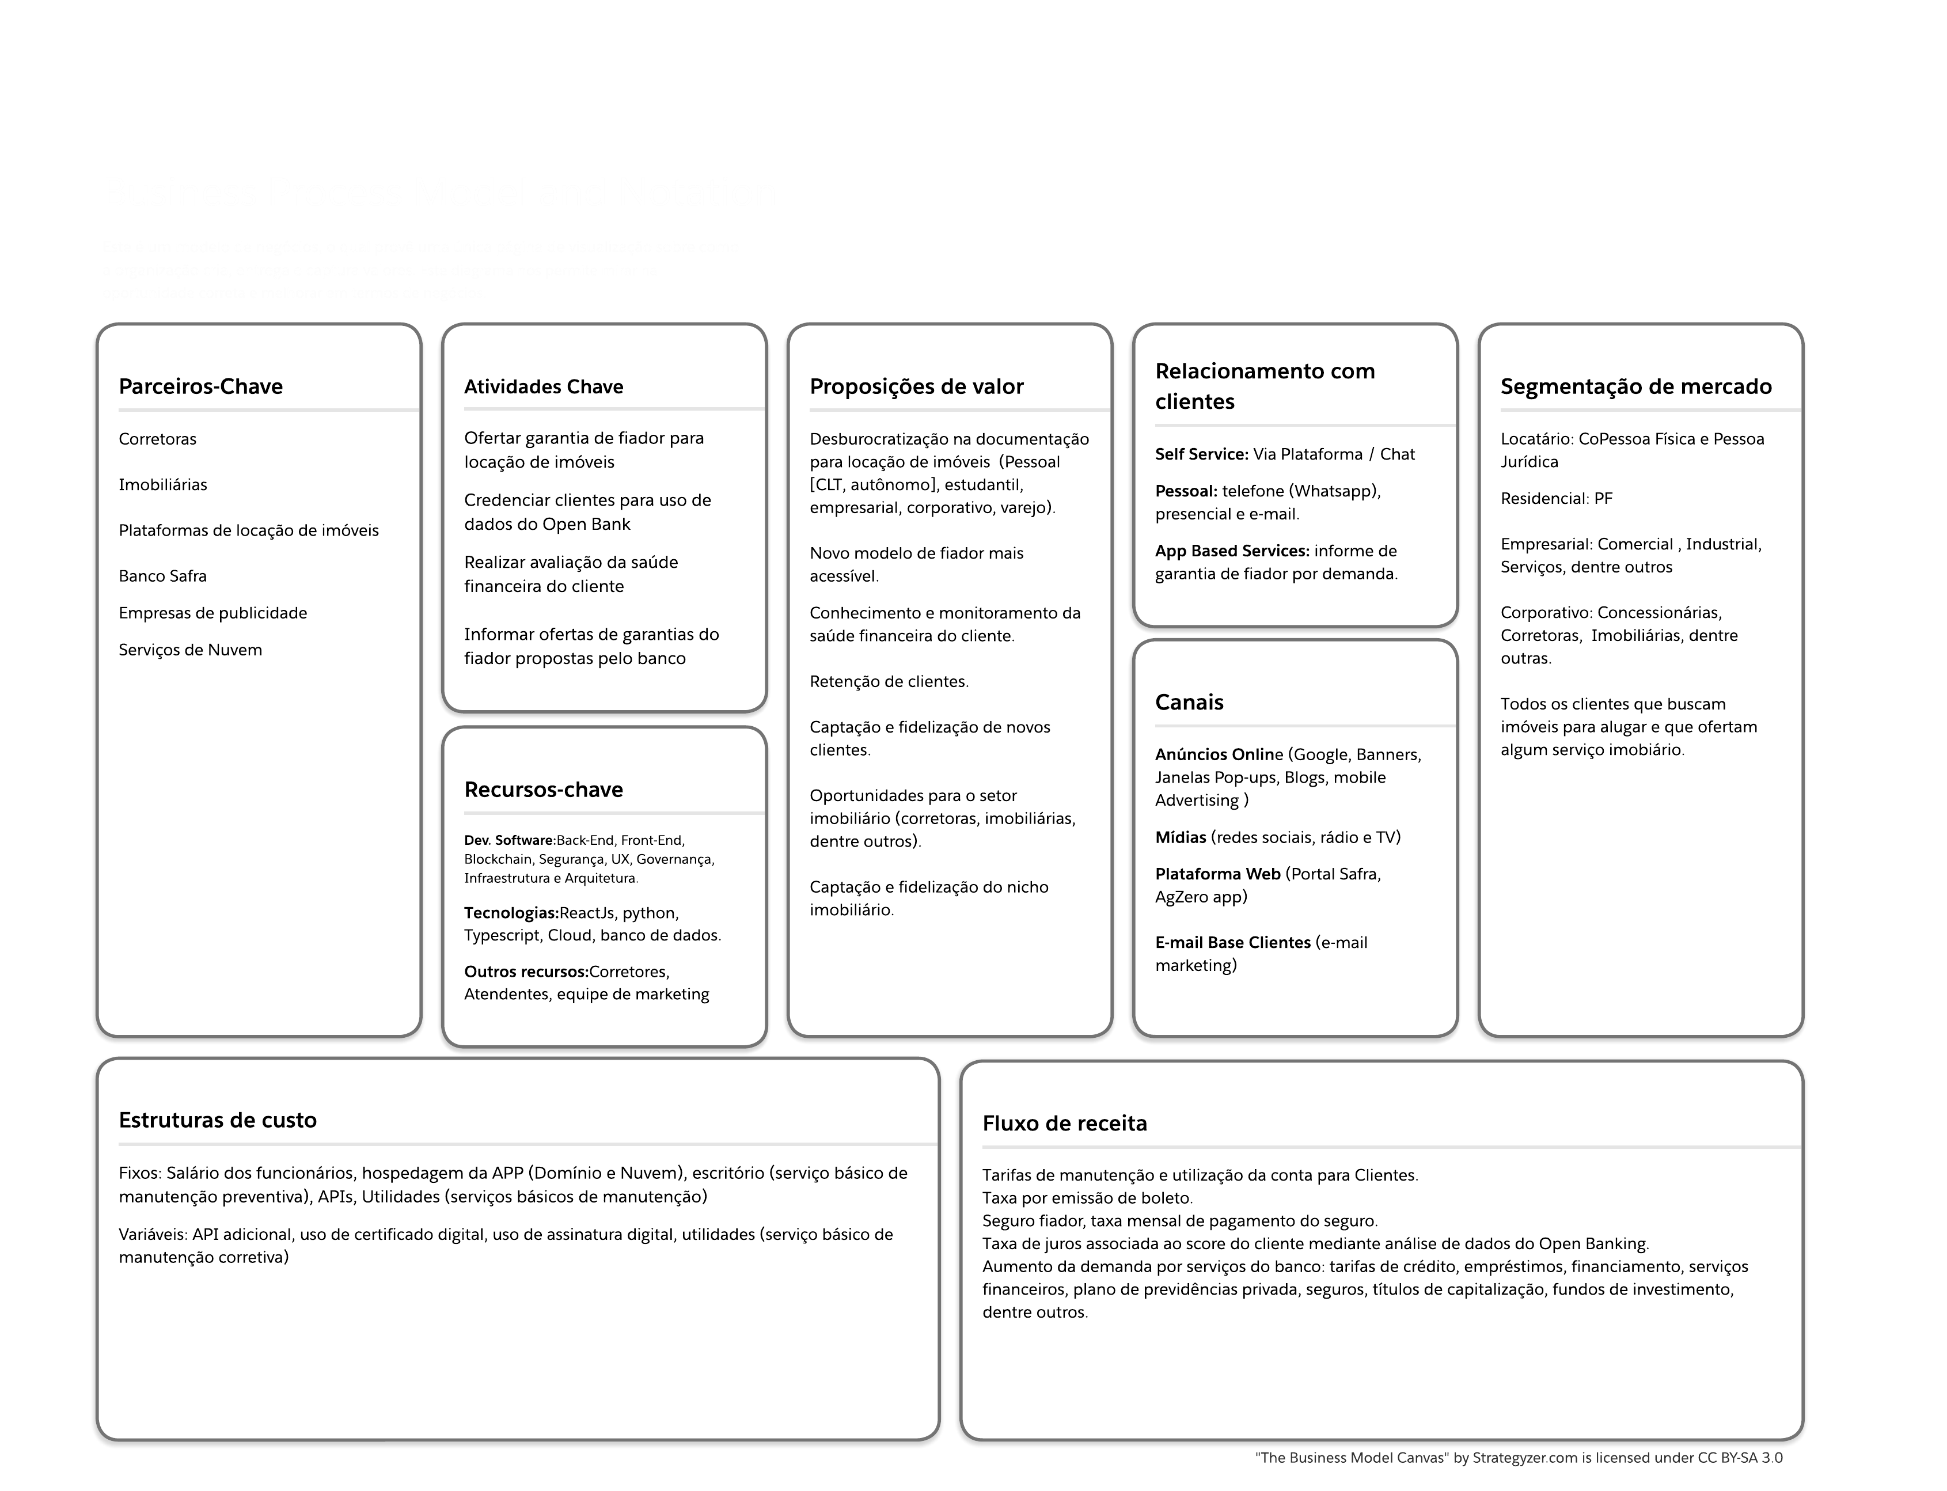 Parceiros-Chave
Corretoras
Imobiliárias
Plataformas de locação de imóveis
Banco Safra
Empresas de publicidade
Serviços de Nuvem
Atividades Chave
Ofertar garantia de fiador para
locação de imóveis
Credenciar clientes para uso de
dados do Open Bank
Realizar avaliação da saúde
financeira do cliente
Informar ofertas de garantias do
fiador propostas pelo banco
Recursos-chave
Dev. Software:Back-End, Front-End,
Blockchain, Segurança, UX, Governança,
Infraestrutura e Arquitetura.
Tecnologias:ReactJs, python,
Typescript, Cloud, banco de dados.
Outros recursos:Corretores,
Atendentes, equipe de marketing
Proposições de valor
Desburocratização na documentação
para locação de imóveis  (Pessoal
[CLT, autônomo], estudantil,
empresarial, corporativo, varejo).
Novo modelo de fiador mais
acessível.
Conhecimento e monitoramento da
saúde financeira do cliente.
Retenção de clientes.
Captação e fidelização de novos
clientes.
Oportunidades para o setor
imobiliário (corretoras, imobiliárias,
dentre outros).
Captação e fidelização do nicho
imobiliário.
Relacionamento com
clientes
Self Service: Via Plataforma / Chat
Pessoal: telefone (Whatsapp),
presencial e e-mail.
App Based Services: informe de
garantia de fiador por demanda.
Canais
Anúncios Online (Google, Banners,
Janelas Pop-ups, Blogs, mobile
Advertising )
Mídias (redes sociais, rádio e TV)
Plataforma Web (Portal Safra,
AgZero app)
E-mail Base Clientes (e-mail
marketing)
Segmentação de mercado
Locatário: CoPessoa Física e Pessoa
Jurídica
Residencial: PF
Empresarial: Comercial , Industrial,
Serviços, dentre outros
Corporativo: Concessionárias,
Corretoras,  Imobiliárias, dentre
outras.
Todos os clientes que buscam
imóveis para alugar e que ofertam
algum serviço imobiário.
Estruturas de custo
Fixos: Salário dos funcionários, hospedagem da APP (Domínio e Nuvem), escritório (serviço básico de
manutenção preventiva), APIs, Utilidades (serviços básicos de manutenção)
Variáveis: API adicional, uso de certificado digital, uso de assinatura digital, utilidades (serviço básico de
manutenção corretiva)
Fluxo de receita
Tarifas de manutenção e utilização da conta para Clientes.
Taxa por emissão de boleto.
Seguro fiador, taxa mensal de pagamento do seguro.
Taxa de juros associada ao score do cliente mediante análise de dados do Open Banking.
Aumento da demanda por serviços do banco: tarifas de crédito, empréstimos, financiamento, serviços
financeiros, plano de previdências privada, seguros, títulos de capitalização, fundos de investimento,
dentre outros.
"The Business Model Canvas" by Strategyzer.com is licensed under CC BY-SA 3.0